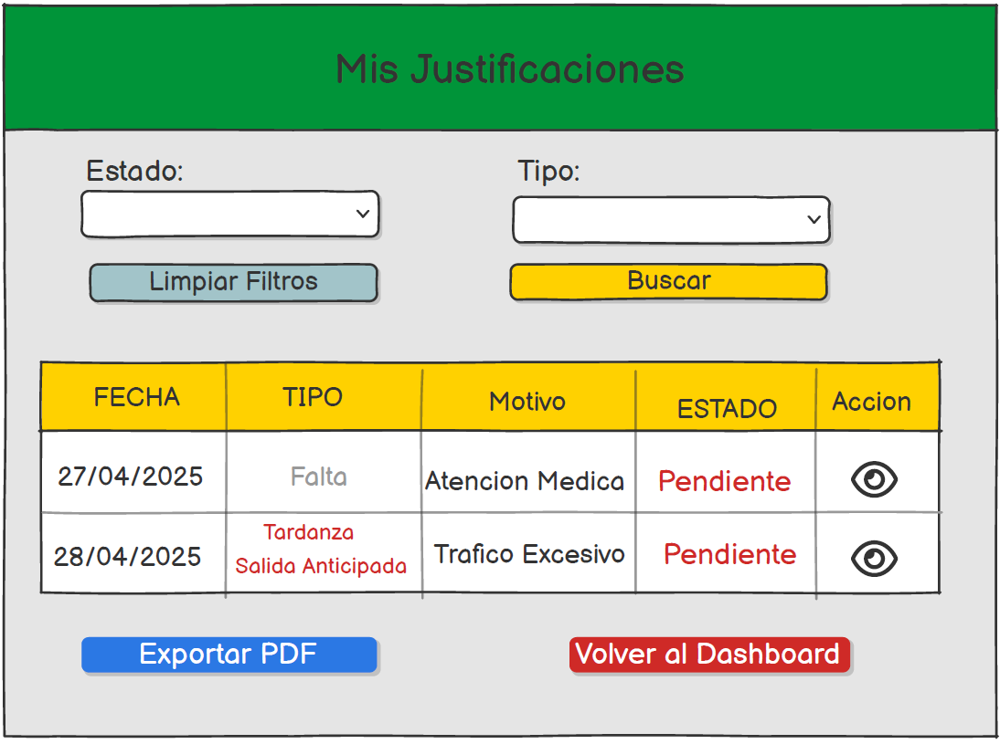 Mis Justificaciones
Estado:
Tipo:
Limpiar Filtros
Buscar
FECHA
TIPO
Motivo
ESTADO
Accion
27/04/2025
Falta
Atencion Medica
Pendiente
28/04/2025
Tardanza
Salida Anticipada
Trafico Excesivo
Pendiente
Exportar PDF
Volver al Dashboard